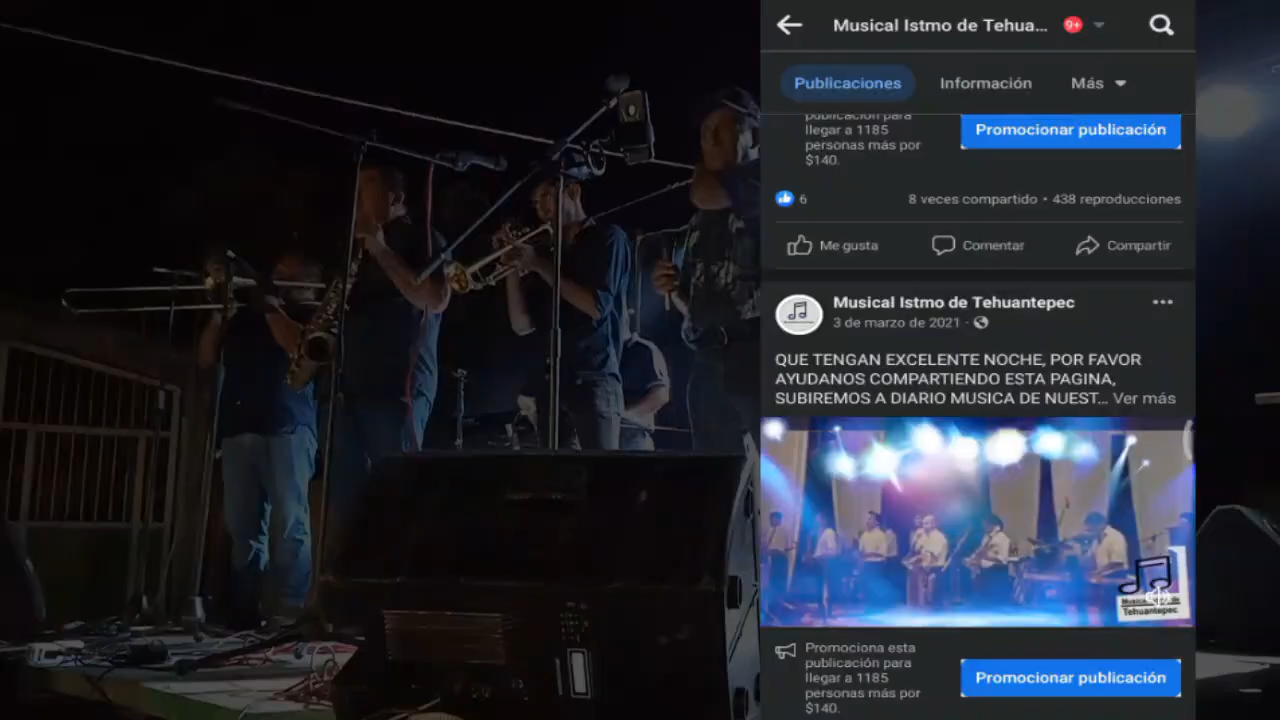 Musical Istmo de Tehua... 9+
Publicaciones Información Más
publicación para
llegar a 1185
personas más por
$140.
Promocionar publicación
6 8 veces compartido • 438 reproducciones
Me gusta Comentar Compartir
Musical Istmo de Tehuantepec
3 de marzo de 2021 ·
QUE TENGAN EXCELENTE NOCHE, POR FAVOR
AYUDANOS COMPARTIENDO ESTA PAGINA,
SUBIREMOS A DIARIO MUSICA DE NUEST... Ver más
Tehuantepec
Promociona esta
publicación para
llegar a 1185
personas más por
$140.
Promocionar publicación